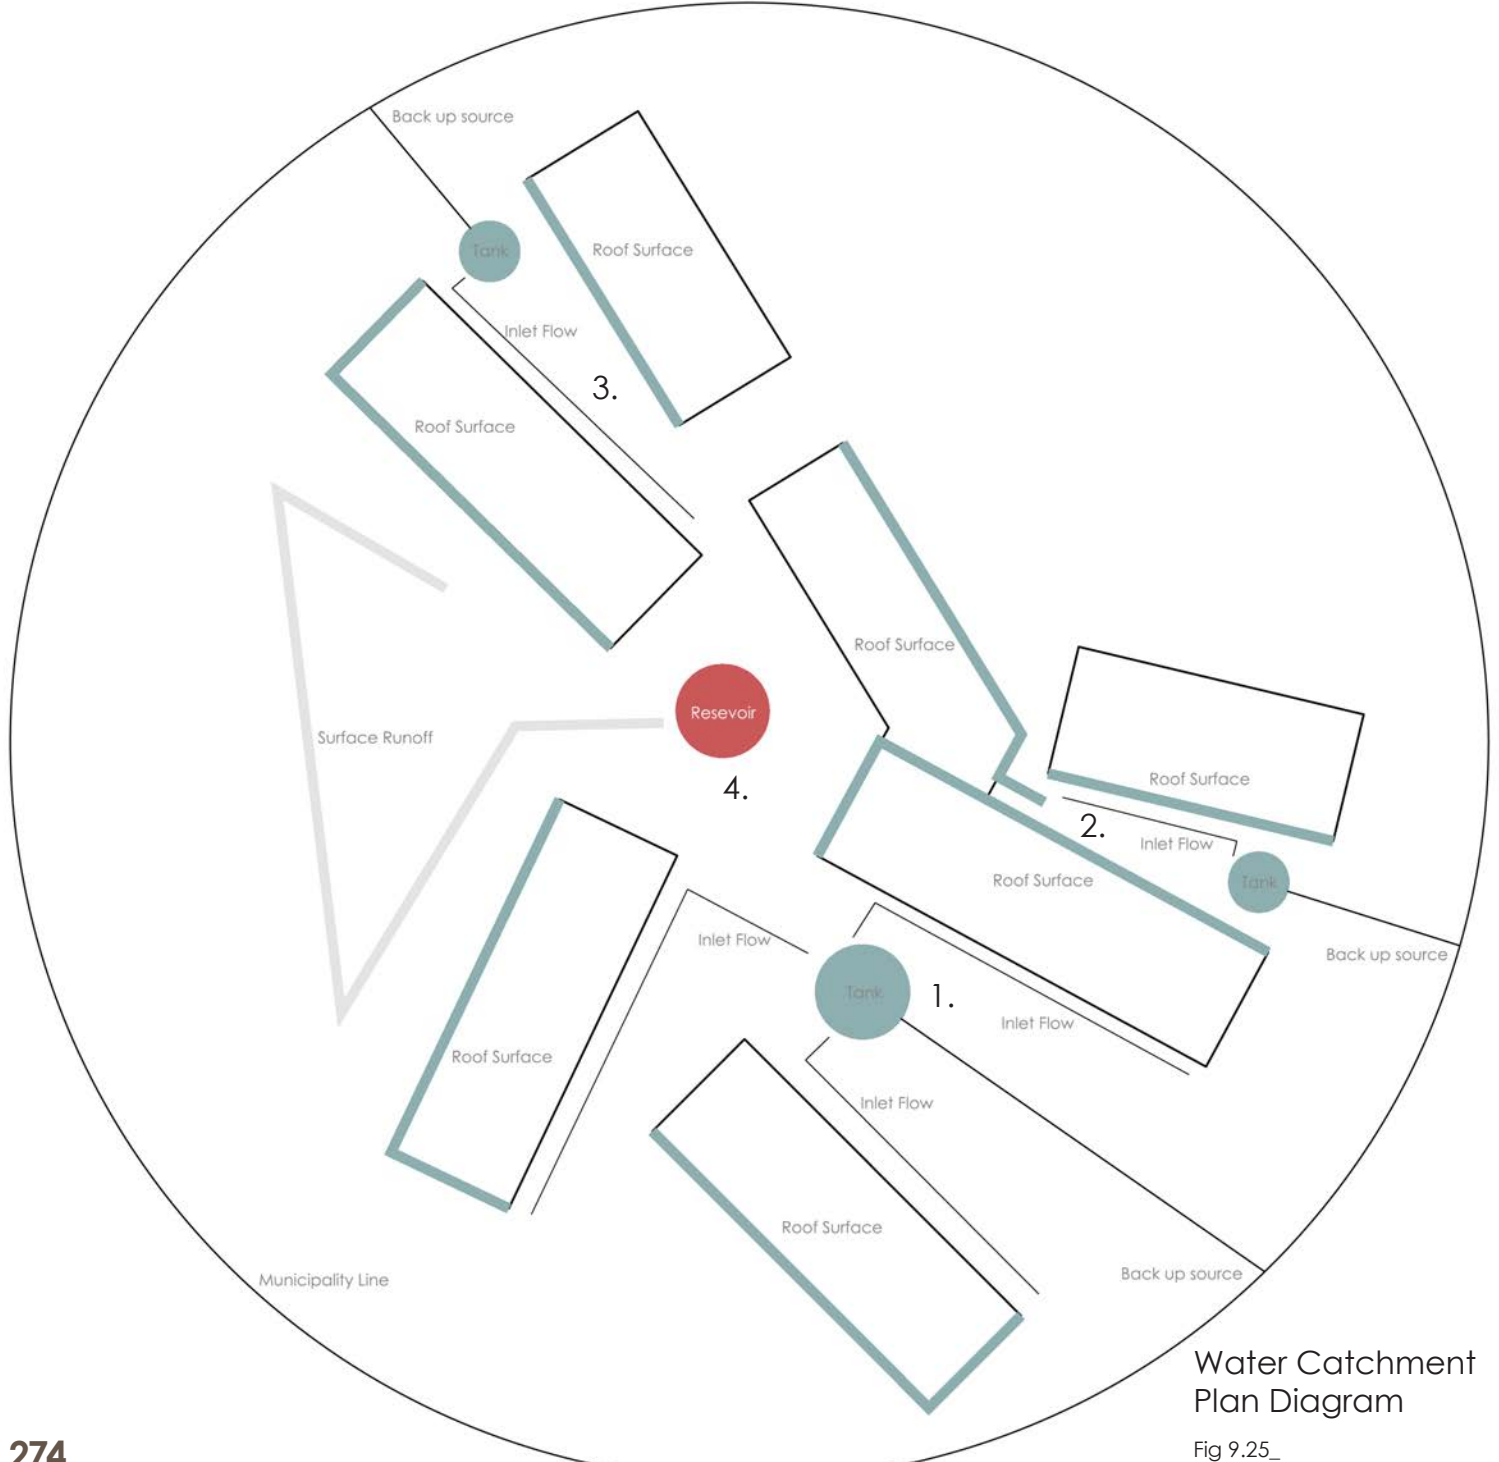 Back up source
Tank
Roof Surface
Inlet Flow
3.
Roof Surface
Roof Surface
Resevoir
Surface Runoff
4.
Roof Surface
2.
Inlet Flow
Tank
Roof Surface
Inlet Flow
Back up source
Tank
1.
Inlet Flow
Roof Surface
Inlet Flow
Roof Surface
Back up source
Municipality Line
Water Catchment
Plan Diagram
Fig 9.25_
274